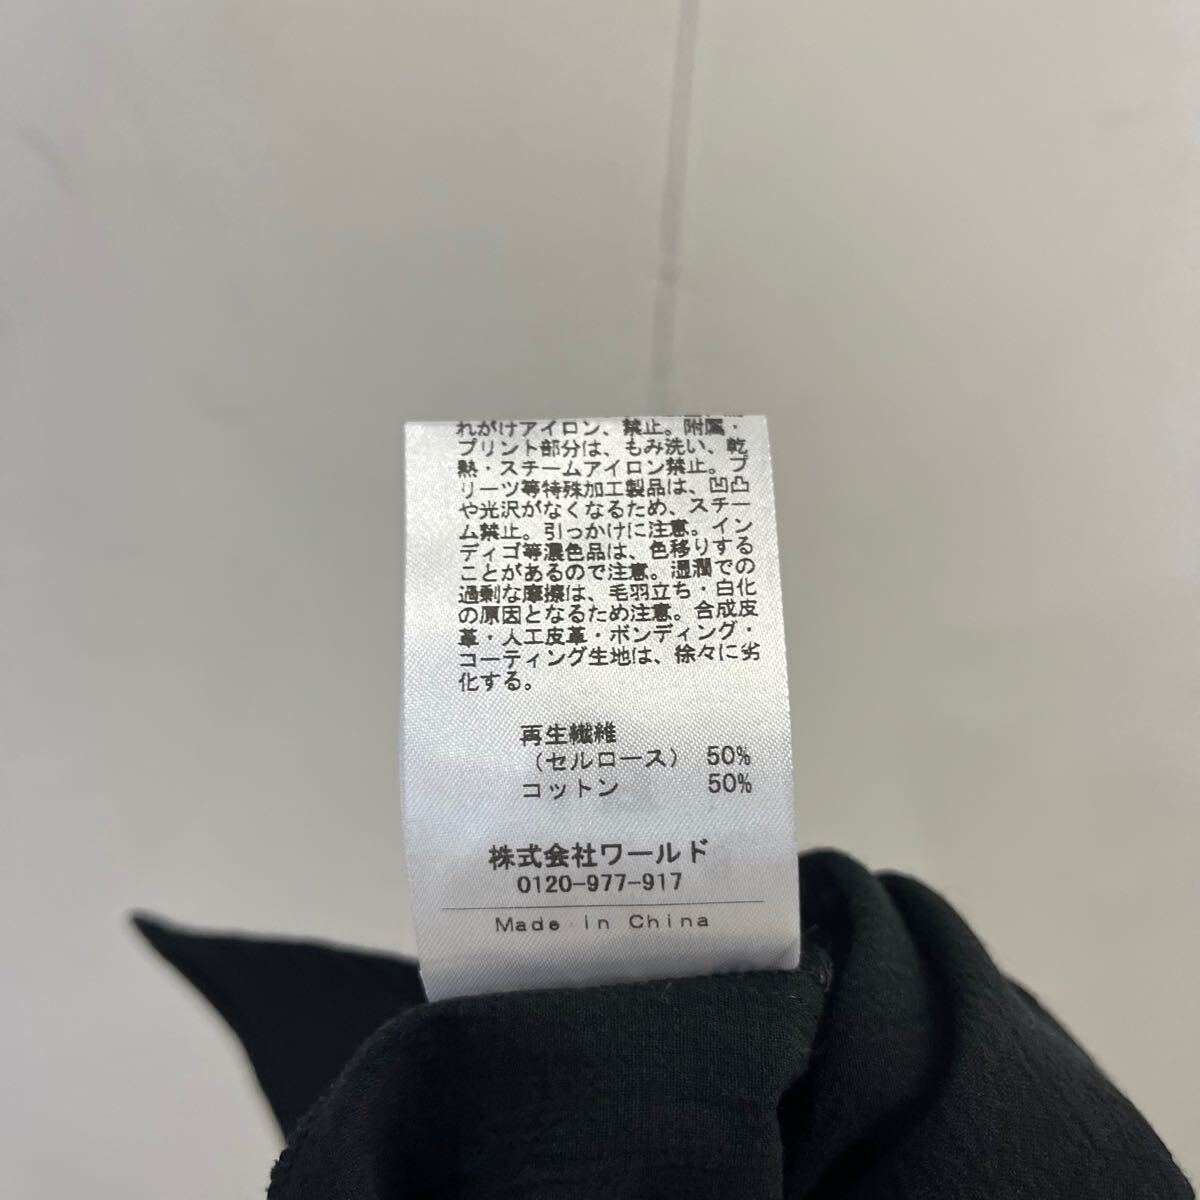 れがけアイロン、禁止。附属・
プリント部分は、もみ洗い、乾
熱・スチームアイロン禁止。プ
リーツ等特殊加工製品は、凹凸
や光沢がなくなるため、スチー
ム禁止。引っかけに注意。イン
ディゴ等濃色品は、色移りする
ことがあるので注意。湿潤での
過剰な摩擦は、毛羽立ち・白化
の原因となるため注意。合成皮
革・人工皮革・ボンディング・
コーティング生地は、徐々に劣
化する。
再生繊維
（セルロース） 50%
コットン 50%
株式会社ワールド
0120-977-917
Made in China